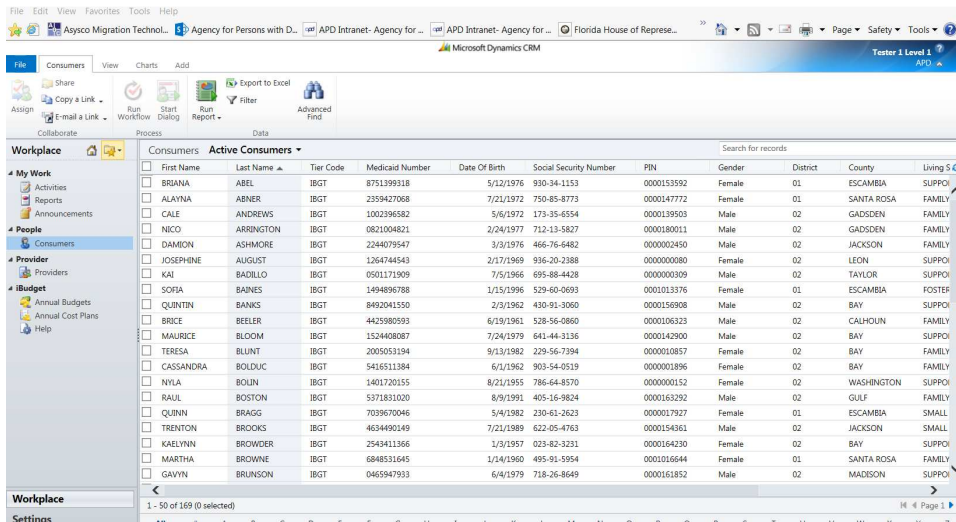 File Edit View Favorites Tools Help
Asysco Migration Technol... Agency for Persons with D... APD Intranet- Agency for ... APD Intranet- Agency for ... Florida House of Represe... » Page Safety Tools
Microsoft Dynamics CRM
Tester 1 Level 1
APD
File Consumers View Charts Add
Assign
Share
Copy a Link
E-mail a Link
Collaborate
Run Workflow
Start Dialog
Process
Run Report
Export to Excel
Filter
Advanced Find
Data
Workplace
My Work
Activities
Reports
Announcements
People
Consumers
Provider
Providers
iBudget
Annual Budgets
Annual Cost Plans
Help
Workplace
Settings
Consumers Active Consumers
Search for records
First Name Last Name Tier Code Medicaid Number Date Of Birth Social Security Number PIN Gender District County Living S
BRIANA ABEL IBGT 8751399318 5/12/1976 930-34-1153 0000153592 Female 01 ESCAMBIA SUPPO
ALAYNA ABNER IBGT 2359427068 7/21/1972 750-85-8773 0000147772 Female 01 SANTA ROSA FAMILY
CALE ANDREWS IBGT 1002396582 5/6/1972 173-35-6554 0000139503 Male 02 GADSDEN FAMILY
NICO ARRINGTON IBGT 0821004821 2/24/1977 712-13-5827 0000180011 Male 02 GADSDEN FAMILY
DAMION ASHMORE IBGT 2244079547 3/3/1976 466-76-6482 0000002450 Male 02 JACKSON FAMILY
JOSEPHINE AUGUST IBGT 1264744543 2/17/1969 936-20-2388 0000000080 Female 02 LEON SUPPO
KAI BADILLO IBGT 0501171909 7/5/1966 695-88-4428 0000000309 Male 02 TAYLOR SUPPO
SOFIA BAINES IBGT 1494896788 1/15/1996 529-60-0693 0001013376 Female 01 ESCAMBIA FOSTER
QUINTIN BANKS IBGT 8492041550 2/3/1962 430-91-3060 0000156908 Male 02 BAY SUPPO
BRICE BEELER IBGT 4425980593 6/19/1961 528-56-0860 0000106323 Male 02 CALHOUN FAMILY
MAURICE BLOOM IBGT 1524408087 7/24/1979 641-44-3136 0000142900 Male 02 BAY SUPPO
TERESA BLUNT IBGT 2005053194 9/13/1982 229-56-7394 0000010857 Female 02 BAY FAMILY
CASSANDRA BOLDUC IBGT 5416511384 6/1/1962 903-54-0519 0000001896 Female 02 BAY FAMILY
NYLA BOLIN IBGT 1401720155 8/21/1955 786-64-8570 0000000152 Female 02 WASHINGTON SUPPO
RAUL BOSTON IBGT 5371831020 8/9/1991 405-16-9824 0000163292 Male 02 GULF FAMILY
QUINN BRAGG IBGT 7039670046 5/4/1982 230-61-2623 0000017927 Female 01 ESCAMBIA SMALL
TRENTON BROOKS IBGT 4634490149 7/21/1989 622-05-4763 0000154361 Male 02 JACKSON SMALL
KAELYNN BROWDER IBGT 2543411366 1/3/1957 023-82-3231 0000164230 Female 02 BAY SUPPO
MARTHA BROWNE IBGT 6848531645 1/14/1960 495-91-5954 0001016644 Female 01 SANTA ROSA FAMILY
GAVYN BRUNSON IBGT 0465947933 6/4/1979 718-26-8649 0000161852 Male 02 MADISON SUPPO
1 - 50 of 169 (0 selected)
Page 1